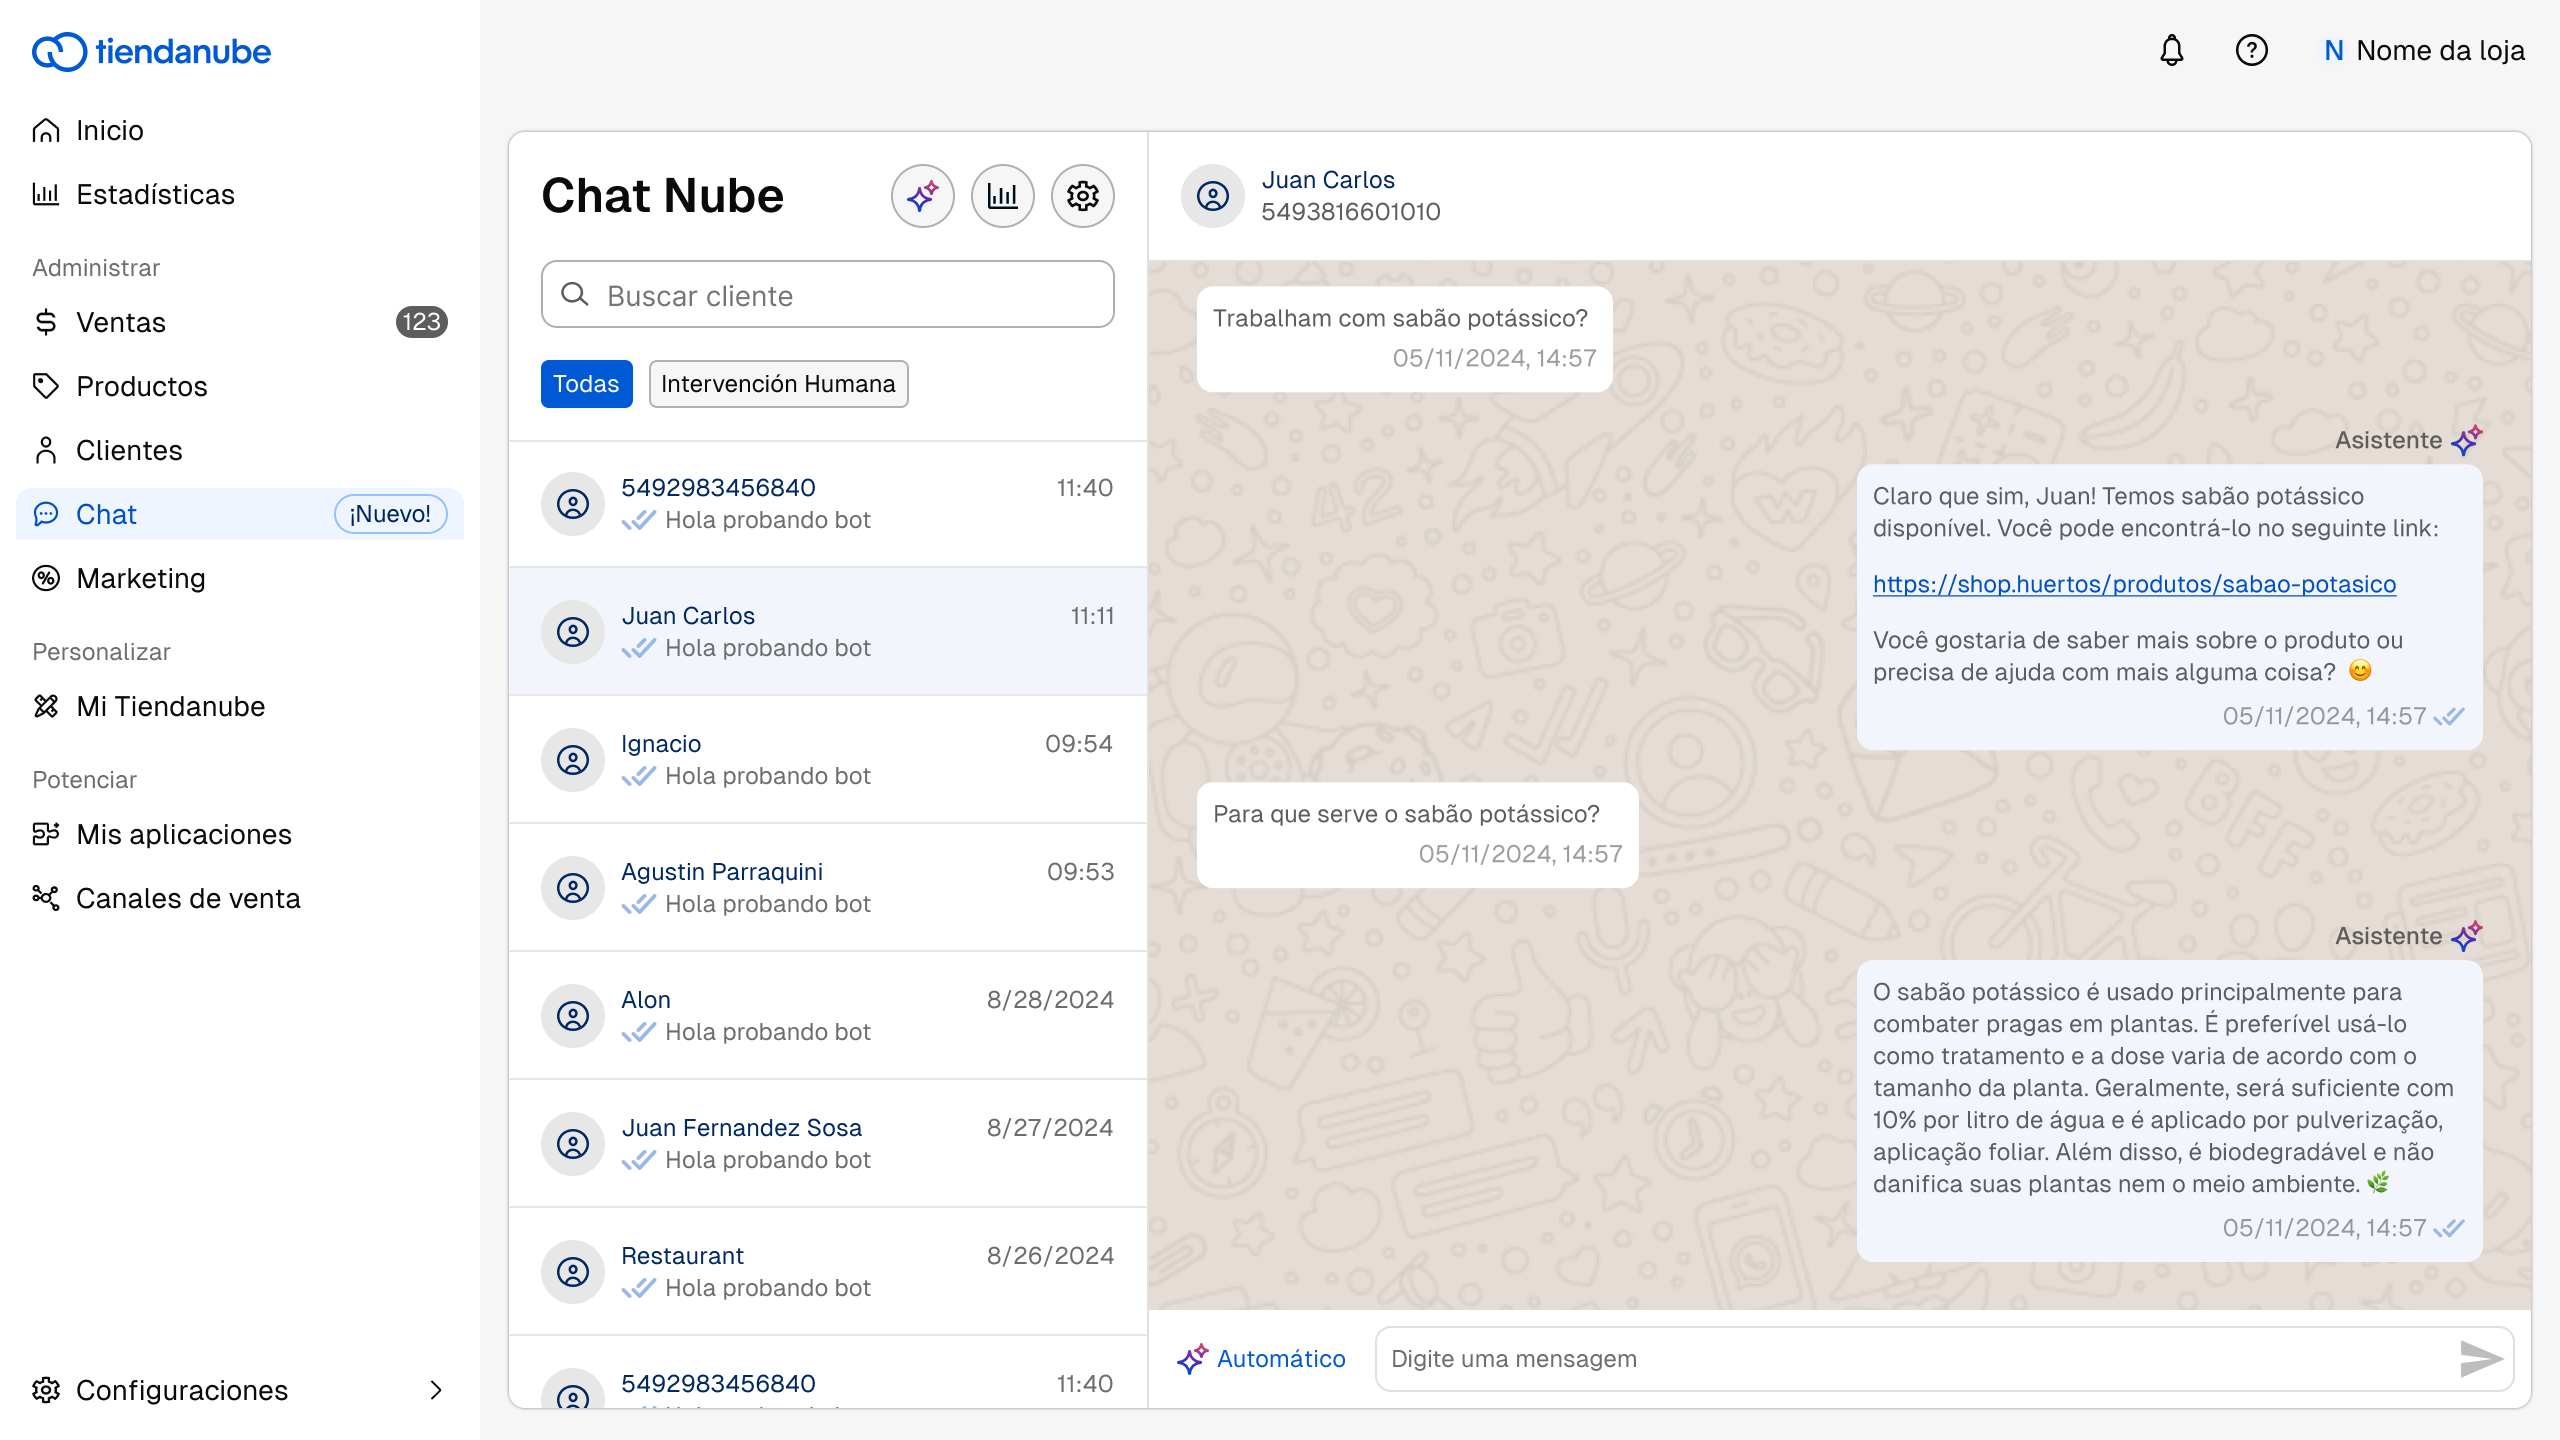 tiendanube
Inicio
Estadísticas
Administrar
Ventas 123
Productos
Clientes
Chat ¡Nuevo!
Marketing
Personalizar
Mi Tiendanube
Potenciar
Mis aplicaciones
Canales de venta
Configuraciones
N Nome da loja
Chat Nube
Buscar cliente
Todas
Intervención Humana
5492983456840 11:40
Hola probando bot
Juan Carlos 11:11
Hola probando bot
Ignacio 09:54
Hola probando bot
Agustin Parraquini 09:53
Hola probando bot
Alon 8/28/2024
Hola probando bot
Juan Fernandez Sosa 8/27/2024
Hola probando bot
Restaurant 8/26/2024
Hola probando bot
5492983456840 11:40
Juan Carlos
5493816601010
Trabalham com sabão potássico?
05/11/2024, 14:57
Asistente
Claro que sim, Juan! Temos sabão potássico
disponível. Você pode encontrá-lo no seguinte link:
https://shop.huertos/produtos/sabao-potasico
Você gostaria de saber mais sobre o produto ou
precisa de ajuda com mais alguma coisa? 😊
05/11/2024, 14:57
Para que serve o sabão potássico?
05/11/2024, 14:57
Asistente
O sabão potássico é usado principalmente para
combater pragas em plantas. É preferível usá-lo
como tratamento e a dose varia de acordo com o
tamanho da planta. Geralmente, será suficiente com
10% por litro de água e é aplicado por pulverização,
aplicação foliar. Além disso, é biodegradável e não
danifica suas plantas nem o meio ambiente. 🌿
05/11/2024, 14:57
Automático
Digite uma mensagem